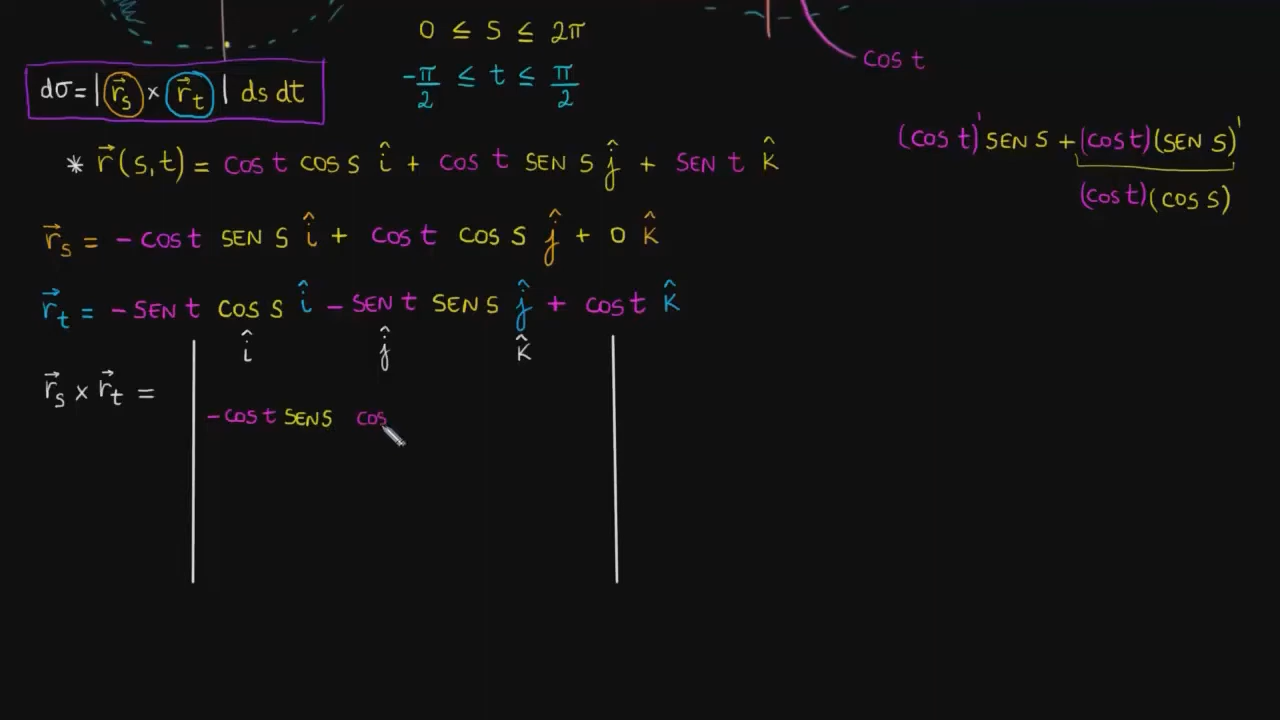 0 ≤ S ≤ 2π
-π/2 ≤ t ≤ π/2
COS t
dσ = | r⃗s × r⃗t | ds dt
* r⃗(s,t) = COS t COS S î + COS t SEN S ĵ + SEN t k̂
(COS t)' SEN S + (COS t)(SEN S)'
(COS t)(COS S)
r⃗s = - COS t SEN S î + COS t COS S ĵ + 0 k̂
r⃗t = - SEN t COS S î - SEN t SEN S ĵ + COS t k̂
î ĵ k̂
r⃗s × r⃗t =
- COS t SEN S COS